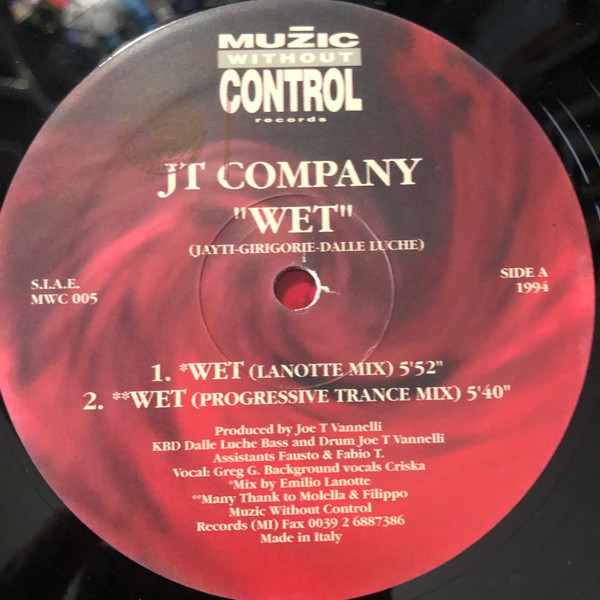 MUZIC
WITHOUT
CONTROL
records
JT COMPANY
"WET"
(JAYTI-GIRIGORIE-DALLE LUCHE)
S.I.A.E.
MWC 005
SIDE A
1994
1. *WET (LANOTTE MIX) 5'52"
2. **WET (PROGRESSIVE TRANCE MIX) 5'40"
Produced by Joe T Vannelli
KBD Dalle Luche Bass and Drum Joe T Vannelli
Assistants Fausto & Fabio T.
Vocal: Greg G. Background vocals Criska
*Mix by Emilio Lanotte
**Many Thank to Molella & Filippo
Muzic Without Control
Records (MI) Fax 0039 2 6887386
Made in Italy